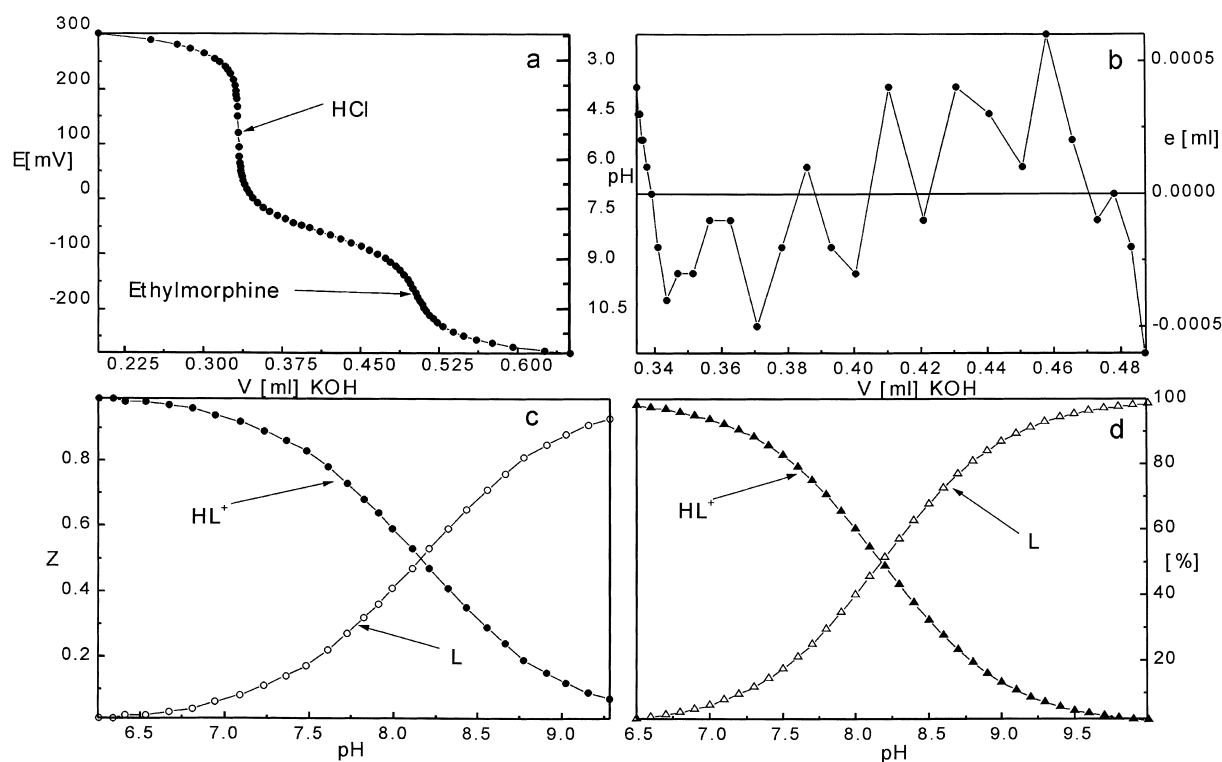 a
300
200
100
0
-100
-200
E[mV]
HCl
Ethylmorphine
3.0
4.5
6.0
pH
7.5
9.0
10.5
0.225 0.300 0.375 0.450 0.525 0.600
V [ml] KOH
b
0.0005
e [ml]
0.0000
-0.0005
0.34 0.36 0.38 0.40 0.42 0.44 0.46 0.48
V [ml] KOH
c
0.8
0.6
Z
0.4
0.2
HL+
L
6.5 7.0 7.5 8.0 8.5 9.0
pH
d
100
80
60
[%]
40
20
HL+
L
6.5 7.0 7.5 8.0 8.5 9.0 9.5
pH